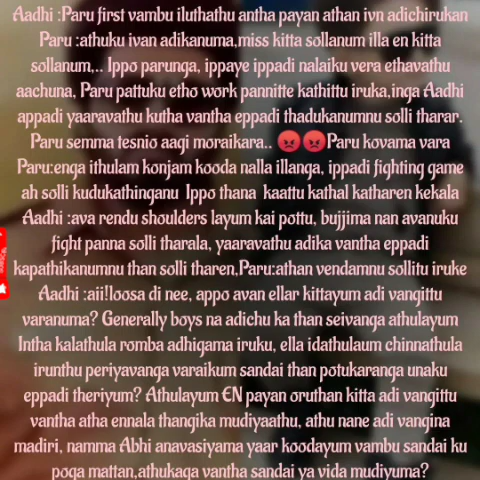 Aadhi :Paru first vambu iluthathu antha payan athan ivn adichirukan
Paru :athuku ivan adikanuma,miss kitta sollanum illa en kitta
sollanum,.. Ippo parunga, ippaye ippadi nalaiku vera ethavathu
aachuna, Paru pattuku etho work pannitte kathittu iruka,inga Aadhi
appadi yaaravathu kutha vantha eppadi thadukanumnu solli tharar.
Paru semma tesnio aagi moraikara.. 😡😡Paru kovama vara
Paru:enga ithulam konjam kooda nalla illanga, ippadi fighting game
ah solli kudukathinganu Ippo thana kaattu kathal katharen kekala
Aadhi :ava rendu shoulders layum kai pottu, bujjima nan avanuku
fight panna solli tharala, yaaravathu adika vantha eppadi
kapathikanumnu than solli tharen,Paru:athan vendamnu sollitu iruke
Aadhi :aii!loosa di nee, appo avan ellar kittayum adi vangittu
varanuma? Generally boys na adichu ka than seivanga athulayum
Intha kalathula romba adhigama iruku, ella idathulaum chinnathula
irunthu periyavanga varaikum sandai than potukaranga unaku
eppadi theriyum? Athulayum EN payan oruthan kitta adi vangittu
vantha atha ennala thangika mudiyaathu, athu nane adi vangina
madiri, namma Abhi anavasiyama yaar koodayum vambu sandai ku
poga mattan,athukaga vantha sandai ya vida mudiyuma?